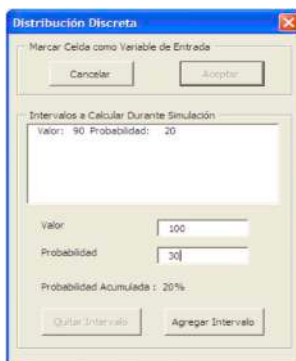 Distribución Discreta
Marcar Celda como Variable de Entrada
Cancelar Aceptar
Intervalos a Calcular Durante Simulación
Valor: 90 Probabilidad: 20
Valor 100
Probabilidad 30
Probabilidad Acumulada : 20%
Quitar Intervalo Agregar Intervalo